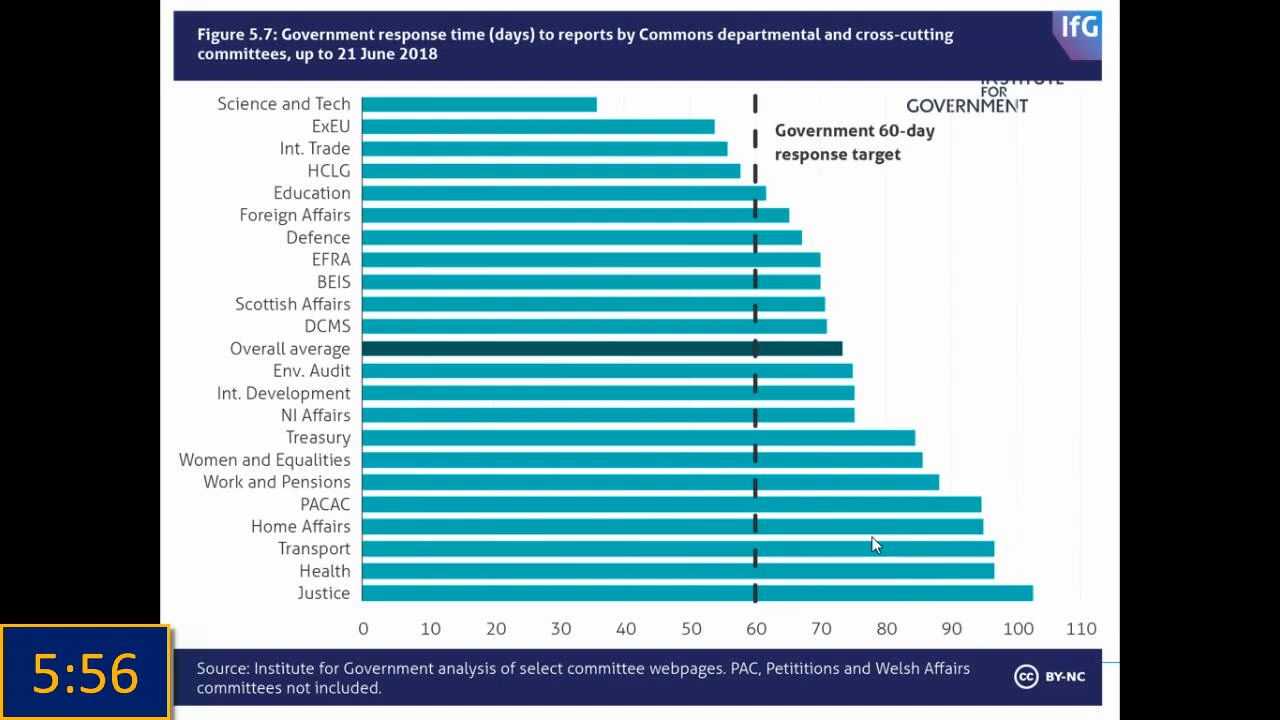 Figure 5.7: Government response time (days) to reports by Commons departmental and cross-cutting
committees, up to 21 June 2018
IfG
INSTITUTE
FOR
GOVERNMENT
Government 60-day
response target
Science and Tech
ExEU
Int. Trade
HCLG
Education
Foreign Affairs
Defence
EFRA
BEIS
Scottish Affairs
DCMS
Overall average
Env. Audit
Int. Development
NI Affairs
Treasury
Women and Equalities
Work and Pensions
PACAC
Home Affairs
Transport
Health
Justice
0 10 20 30 40 50 60 70 80 90 100 110
Source: Institute for Government analysis of select committee webpages. PAC, Petititions and Welsh Affairs
committees not included.
cc BY-NC
5:56